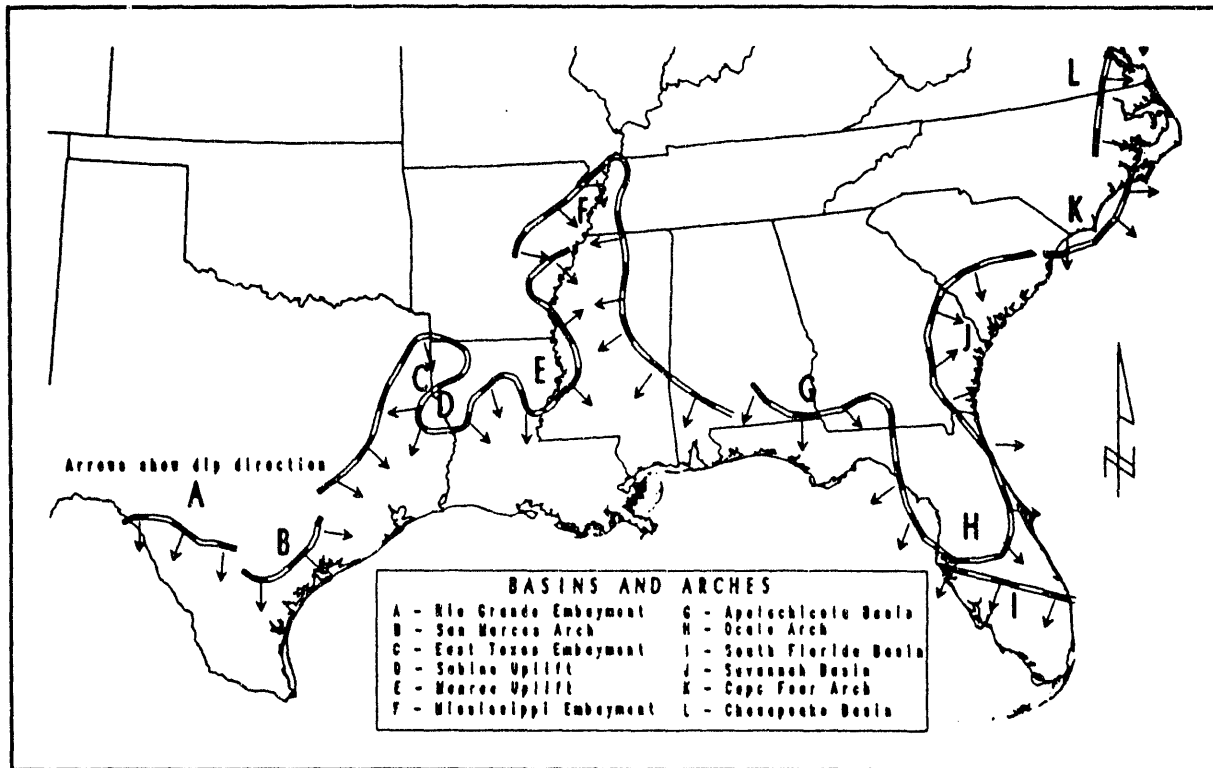 L
F
K
J
C
D
E
G
Arrows show dip direction
A
B
H
I
BASINS AND ARCHES
A - Rio Grande Embayment
B - San Marcos Arch
C - East Texas Embayment
D - Sabine Uplift
E - Monroe Uplift
F - Mississippi Embayment
G - Apalachicola Basin
H - Ocala Arch
I - South Florida Basin
J - Savannah Basin
K - Cape Fear Arch
L - Chesapeake Basin